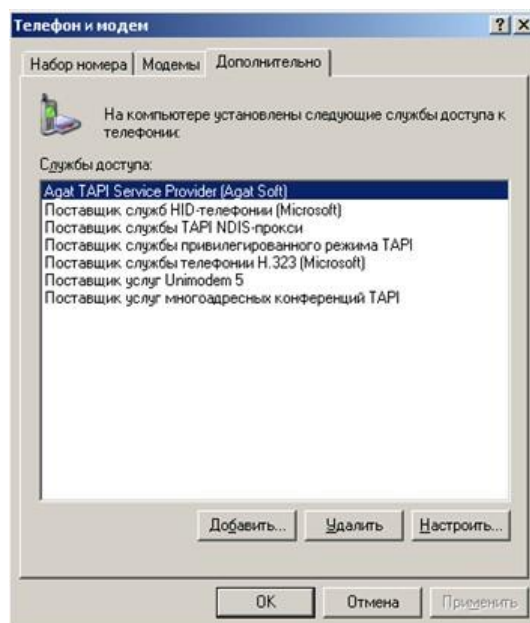 Телефон и модем
Набор номера Модемы Дополнительно
На компьютере установлены следующие службы доступа к
телефонии:
Службы доступа:
Agat TAPI Service Provider (Agat Soft)
Поставщик служб HID-телефонии (Microsoft)
Поставщик службы TAPI NDIS-прокси
Поставщик службы привилегированного режима TAPI
Поставщик службы телефонии H.323 (Microsoft)
Поставщик услуг Unimodem 5
Поставщик услуг многоадресных конференций TAPI
Добавить... Удалить Настроить...
OK Отмена Применить